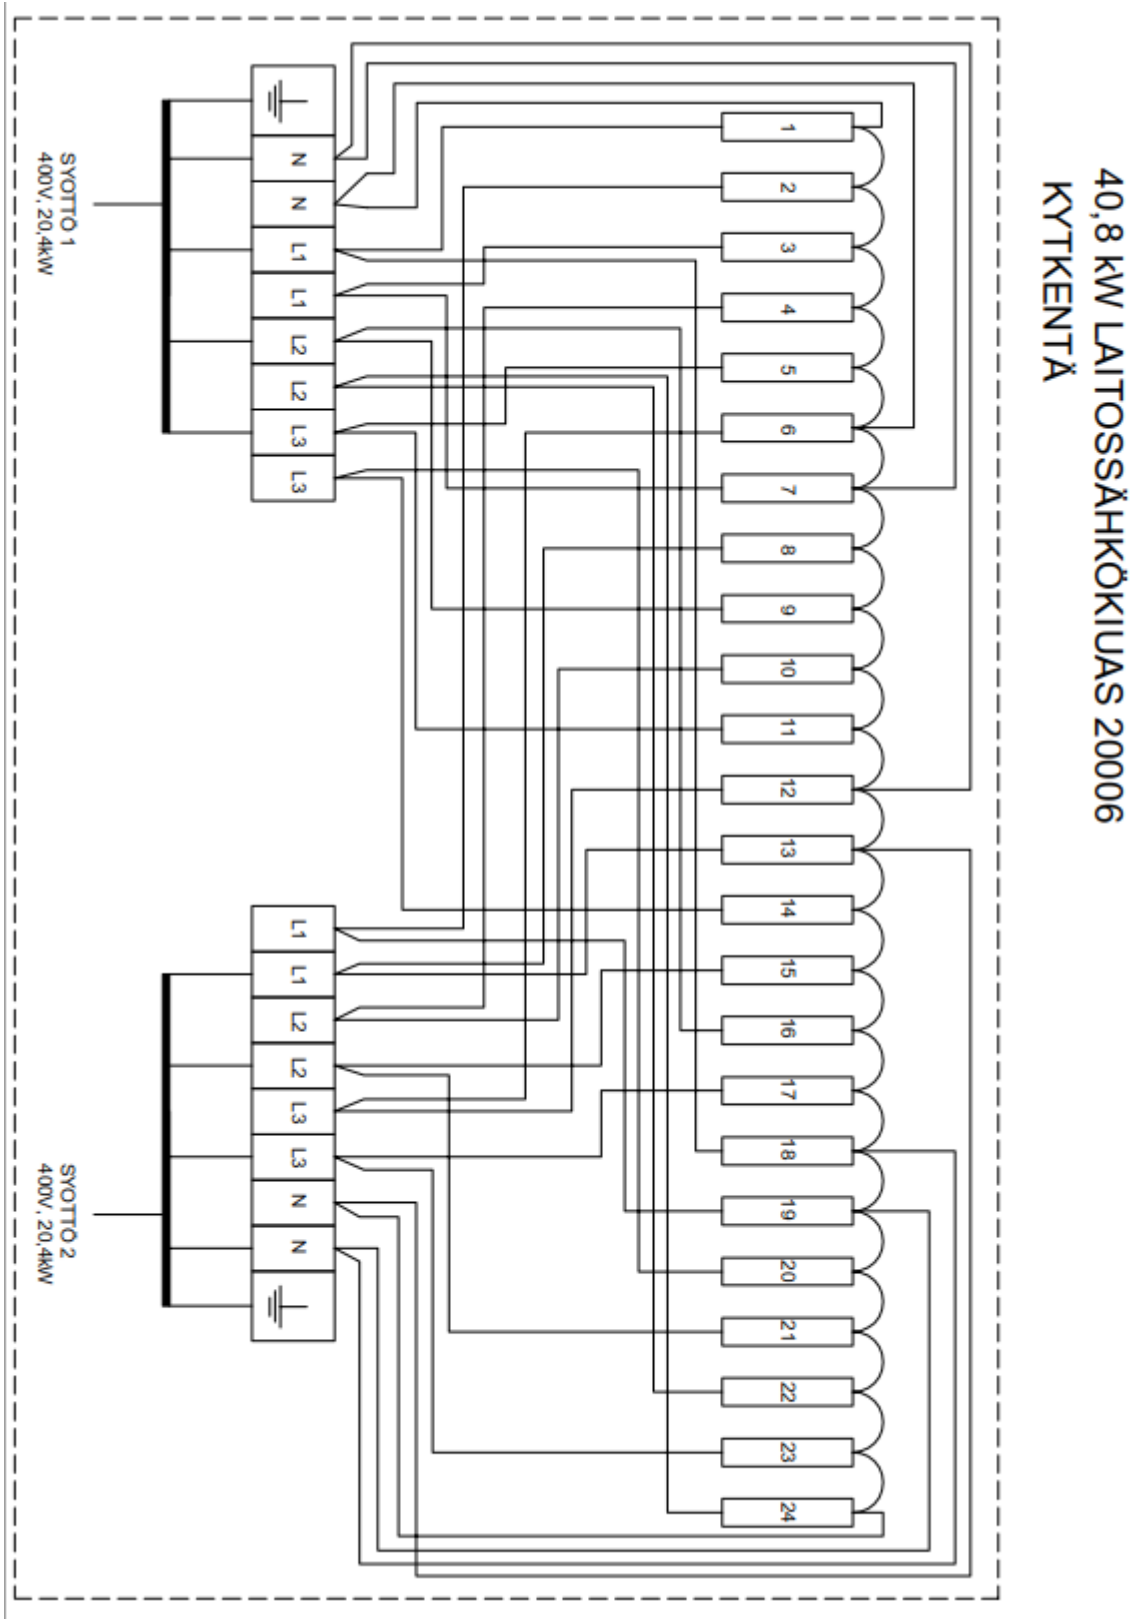 40,8 kW LAITOSSÄHKÖKIUAS 20006
KYTKENTÄ
1
2
3
4
5
6
7
8
9
10
11
12
13
14
15
16
17
18
19
20
21
22
23
24
N
N
L1
L1
L2
L2
L3
L3
L1
L1
L2
L2
L3
L3
N
N
SYÖTTÖ 1
400V, 20,4kW
SYÖTTÖ 2
400V, 20,4kW